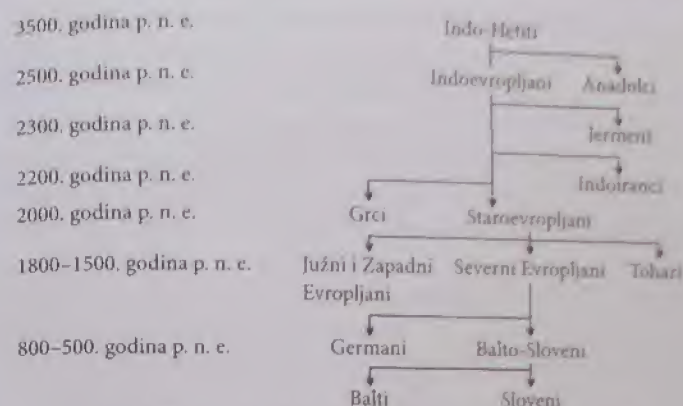 3500. godina p. n. e. Indo-Hetiti
2500. godina p. n. e. Indoevropljani Anadolci
2300. godina p. n. e.
Jermeni
2200. godina p. n. e.
Indoiranci
2000. godina p. n. e. Grci Staroevropljani
1800–1500. godina p. n. e. Južni i Zapadni Severni Evropljani Tohari
Evropljani
800–500. godina p. n. e. Germani Balto-Sloveni
Balti Sloveni